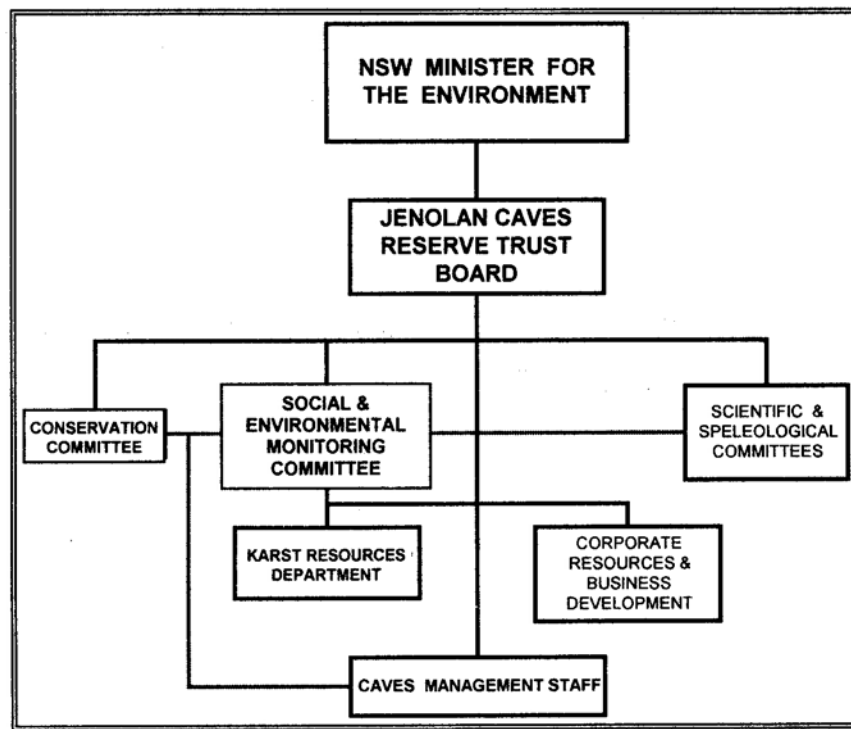 NSW MINISTER FOR
THE ENVIRONMENT
JENOLAN CAVES
RESERVE TRUST
BOARD
CONSERVATION
COMMITTEE
SOCIAL &
ENVIRONMENTAL
MONITORING
COMMITTEE
SCIENTIFIC &
SPELEOLOGICAL
COMMITTEES
KARST RESOURCES
DEPARTMENT
CORPORATE
RESOURCES &
BUSINESS
DEVELOPMENT
CAVES MANAGEMENT STAFF